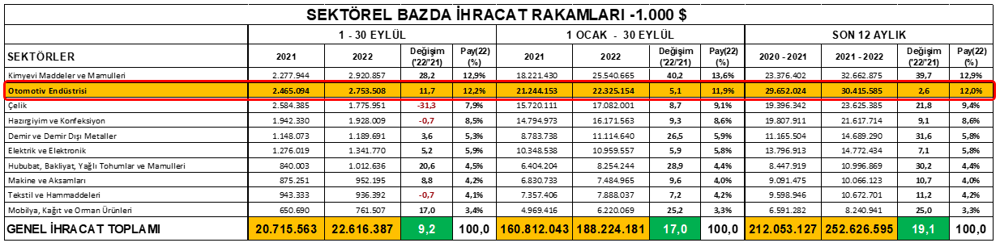 SEKTÖREL BAZDA İHRACAT RAKAMLARI -1.000 $
1 - 30 EYLÜL 1 OCAK - 30 EYLÜL SON 12 AYLIK
SEKTÖRLER 2021 2022 Değişim ('22/'21) Pay(22) (%) 2021 2022 Değişim ('22/'21) Pay(22) (%) 2020 - 2021 2021 - 2022 Değişim ('22/'21) Pay(22) (%)
Kimyevi Maddeler ve Mamulleri 2.277.944 2.920.857 28,2 12,9% 18.221.430 25.540.665 40,2 13,6% 23.376.402 32.662.875 39,7 12,9%
Otomotiv Endüstrisi 2.465.094 2.753.508 11,7 12,2% 21.244.153 22.325.154 5,1 11,9% 29.652.024 30.415.585 2,6 12,0%
Çelik 2.584.385 1.775.951 -31,3 7,9% 15.720.111 17.082.001 8,7 9,1% 19.396.342 23.625.385 21,8 9,4%
Hazırgiyim ve Konfeksiyon 1.942.330 1.928.009 -0,7 8,5% 14.794.973 16.171.563 9,3 8,6% 19.807.911 21.617.714 9,1 8,6%
Demir ve Demir Dışı Metaller 1.148.073 1.189.691 3,6 5,3% 8.783.738 11.114.640 26,5 5,9% 11.165.504 14.689.290 31,6 5,8%
Elektrik ve Elektronik 1.276.019 1.341.770 5,2 5,9% 10.348.538 10.959.557 5,9 5,8% 13.796.913 14.772.434 7,1 5,8%
Hububat, Bakliyat, Yağlı Tohumlar ve Mamulleri 840.003 1.012.636 20,6 4,5% 6.404.204 8.254.244 28,9 4,4% 8.447.919 10.996.869 30,2 4,4%
Makine ve Aksamları 875.251 952.195 8,8 4,2% 6.830.733 7.484.965 9,6 4,0% 9.091.475 10.066.123 10,7 4,0%
Tekstil ve Hammaddeleri 943.333 936.392 -0,7 4,1% 7.357.406 7.888.037 7,2 4,2% 9.598.946 10.672.701 11,2 4,2%
Mobilya, Kağıt ve Orman Ürünleri 650.690 761.507 17,0 3,4% 4.969.416 6.220.069 25,2 3,3% 6.591.282 8.240.941 25,0 3,3%
GENEL İHRACAT TOPLAMI 20.715.563 22.616.387 9,2 100,0 160.812.043 188.224.181 17,0 100,0 212.053.127 252.626.595 19,1 100,0